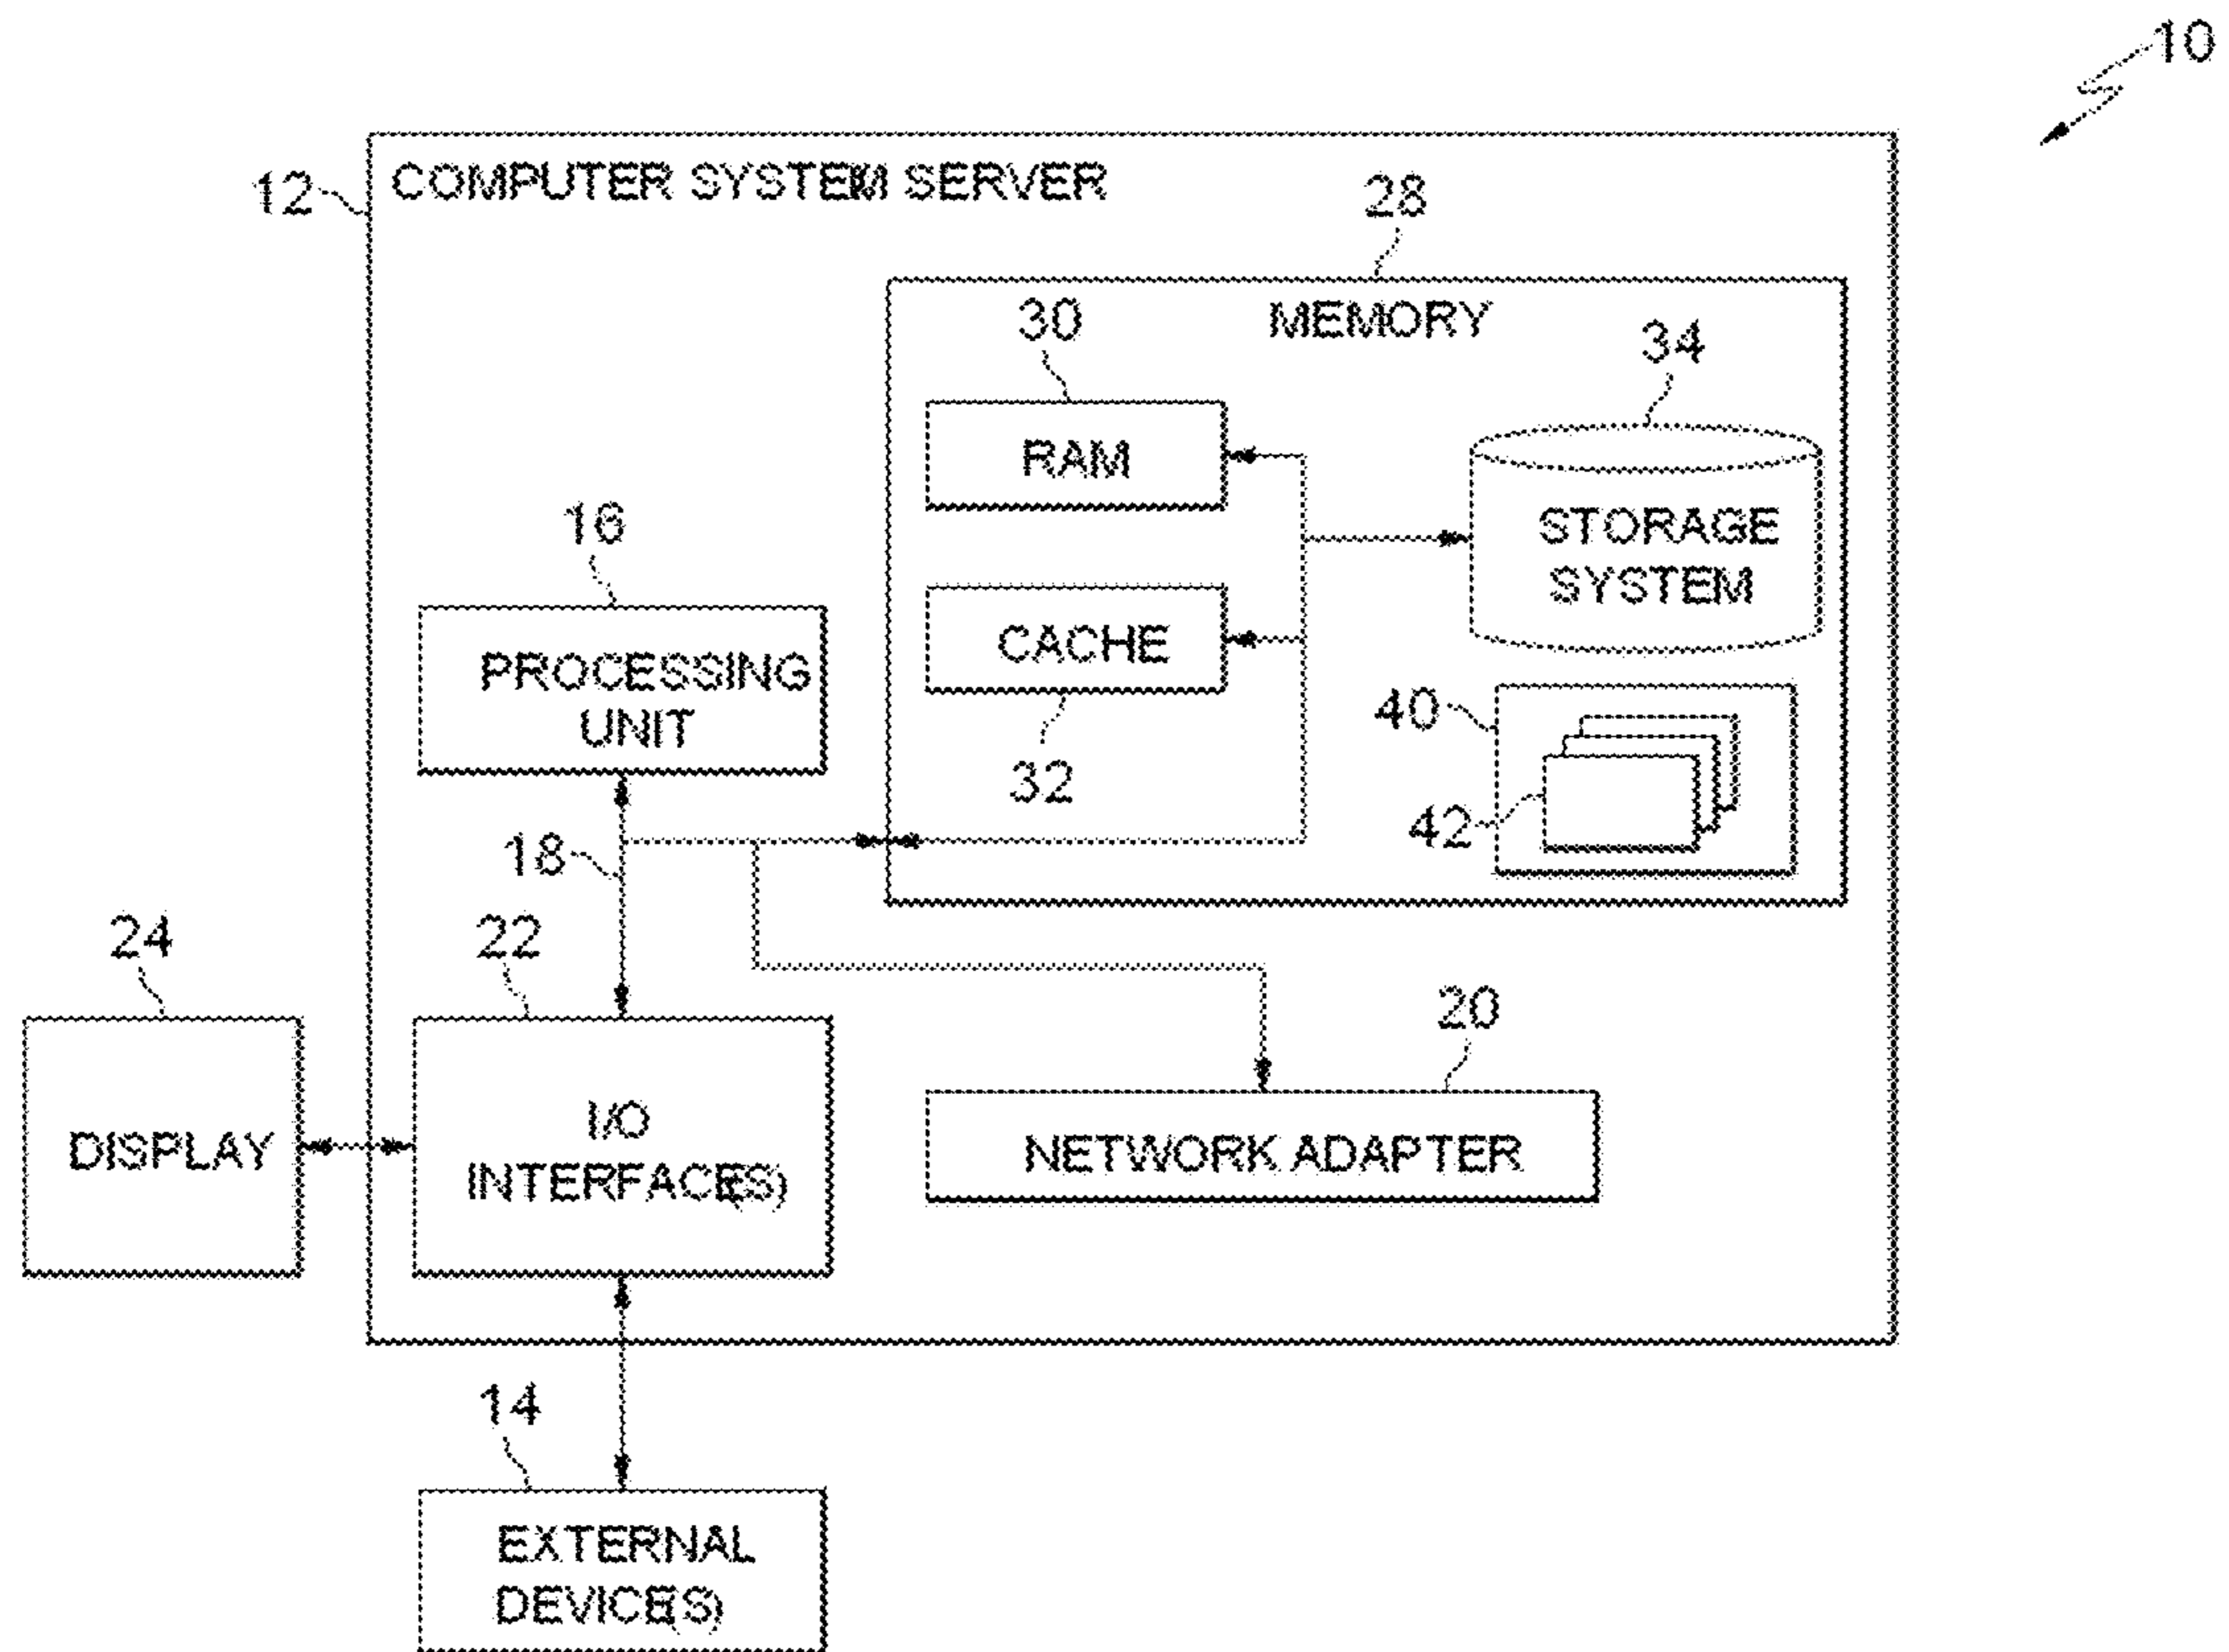 10
12
COMPUTER SYSTEM SERVER
28
MEMORY
30
34
RAM
STORAGE
SYSTEM
16
PROCESSING
UNIT
CACHE
32
40
42
18
24
22
20
DISPLAY
I/O
INTERFACE(S)
NETWORK ADAPTER
14
EXTERNAL
DEVICE(S)